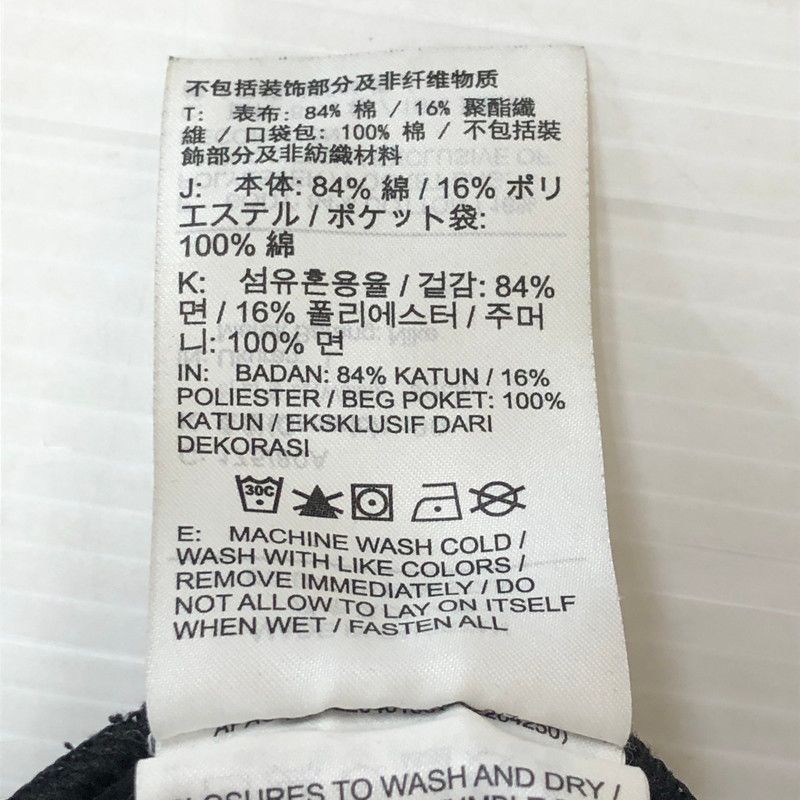 不包括装饰部分及非纤维物质
T: 表布: 84% 棉 / 16% 聚酯纖
維 / 口袋包: 100% 棉 / 不包括裝
飾部分及非紡織材料
J: 本体: 84% 綿 / 16% ポリ
エステル / ポケット袋:
100% 綿
K: 섬유혼용율 / 겉감: 84%
면 / 16% 폴리에스터 / 주머
니: 100% 면
IN: BADAN: 84% KATUN / 16%
POLIESTER / BEG POKET: 100%
KATUN / EKSKLUSIF DARI
DEKORASI
30C
E: MACHINE WASH COLD /
WASH WITH LIKE COLORS /
REMOVE IMMEDIATELY / DO
NOT ALLOW TO LAY ON ITSELF
WHEN WET / FASTEN ALL
CLOSURES TO WASH AND DRY /